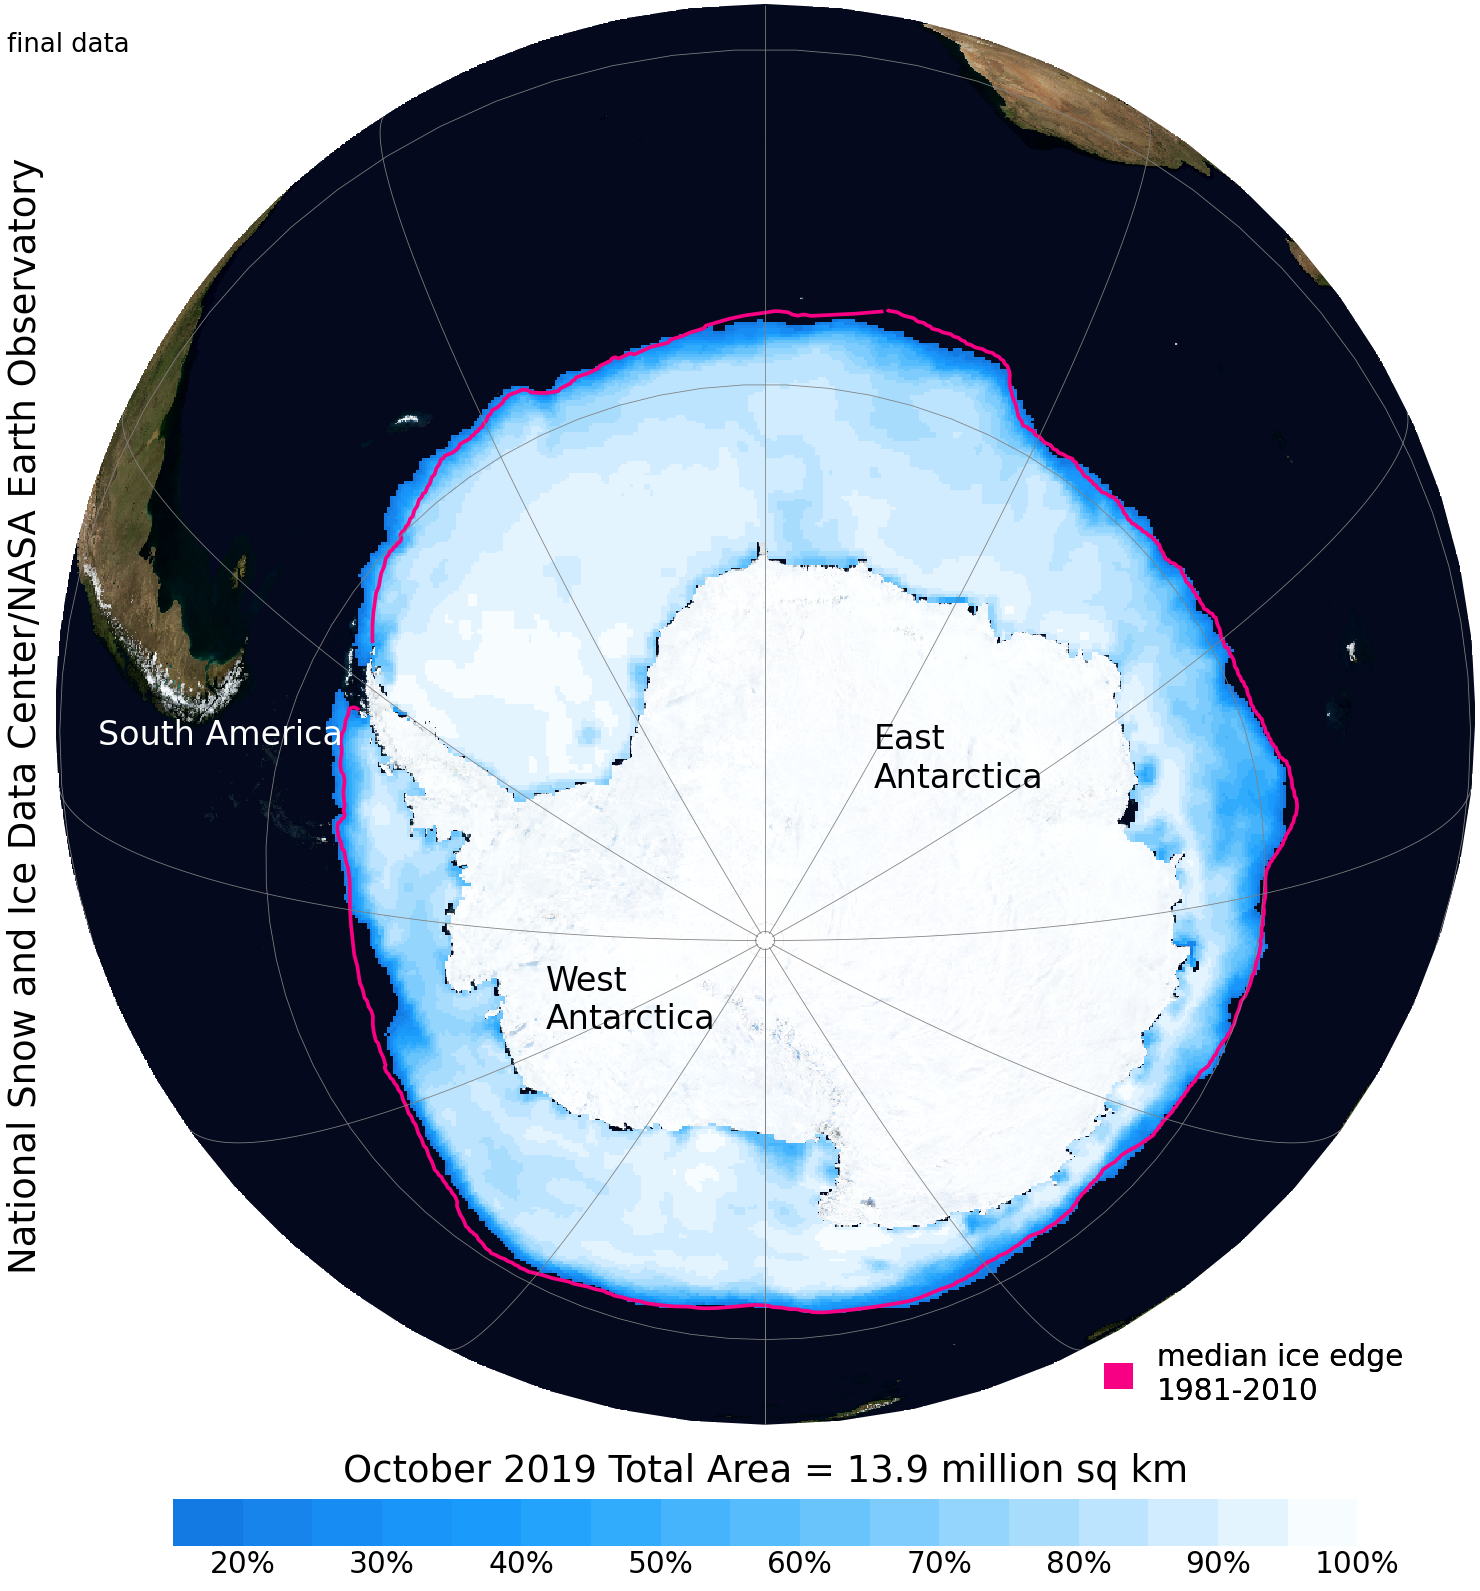 final data
National Snow and Ice Data Center/NASA Earth Observatory
South America
East
Antarctica
West
Antarctica
median ice edge
1981-2010
October 2019 Total Area = 13.9 million sq km
20% 30% 40% 50% 60% 70% 80% 90% 100%